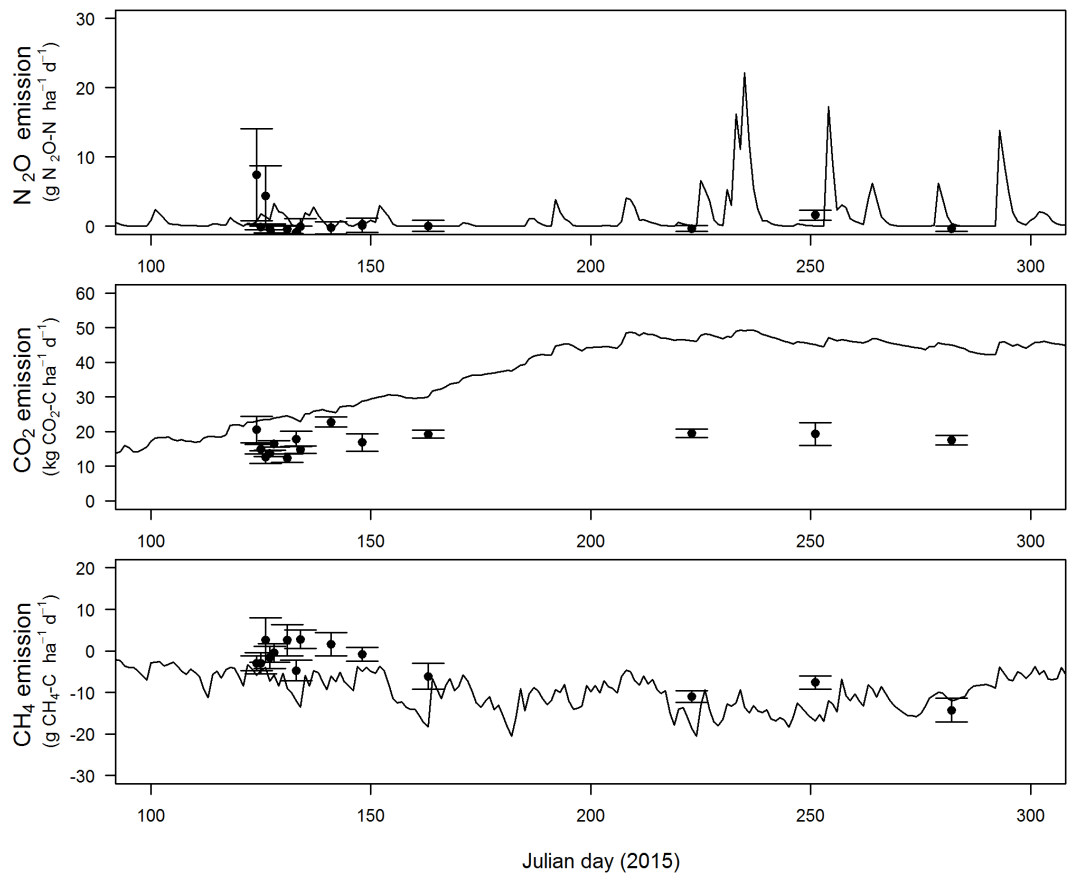 N₂O emission
(g N₂O-N ha⁻¹ d⁻¹)
30
20
10
0
100 150 200 250 300
CO₂ emission
(kg CO₂-C ha⁻¹ d⁻¹)
60
50
40
30
20
10
0
100 150 200 250 300
CH₄ emission
(g CH₄-C ha⁻¹ d⁻¹)
20
10
0
-10
-20
-30
100 150 200 250 300
Julian day (2015)